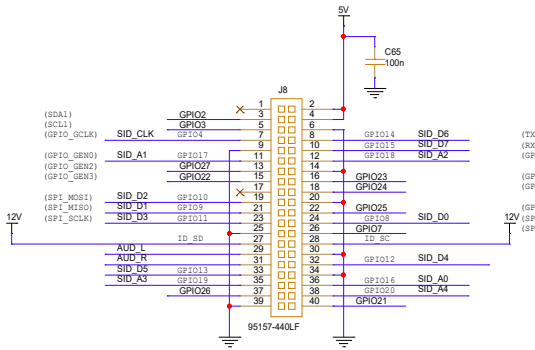 5V
C65
100n
J8
1 2
(SDA1) GPIO2 3 4
(SCL1) GPIO3 5 6
(GPIO_GCLK) SID_CLK GPIO4 7 8 GPIO14 SID_D6 (TX
9 10 GPIO15 SID_D7 (RX
(GPIO_GEN0) SID_A1 GPIO17 11 12 GPIO18 SID_A2 (GP
(GPIO_GEN2) GPIO27 13 14
(GPIO_GEN3) GPIO22 15 16 GPIO23 (GP
17 18 GPIO24 (GP
(SPI_MOSI) SID_D2 GPIO10 19 20
(SPI_MISO) SID_D1 GPIO9 21 22 GPIO25 (GP
12V (SPI_SCLK) SID_D3 GPIO11 23 24 GPIO8 SID_D0 12V (SP
25 26 GPIO7 (SP
ID_SD 27 28 ID_SC
AUD_L 29 30
AUD_R 31 32 GPIO12 SID_D4
SID_D5 GPIO13 33 34
SID_A3 GPIO19 35 36 GPIO16 SID_A0
GPIO26 37 38 GPIO20 SID_A4
39 40 GPIO21
95157-440LF